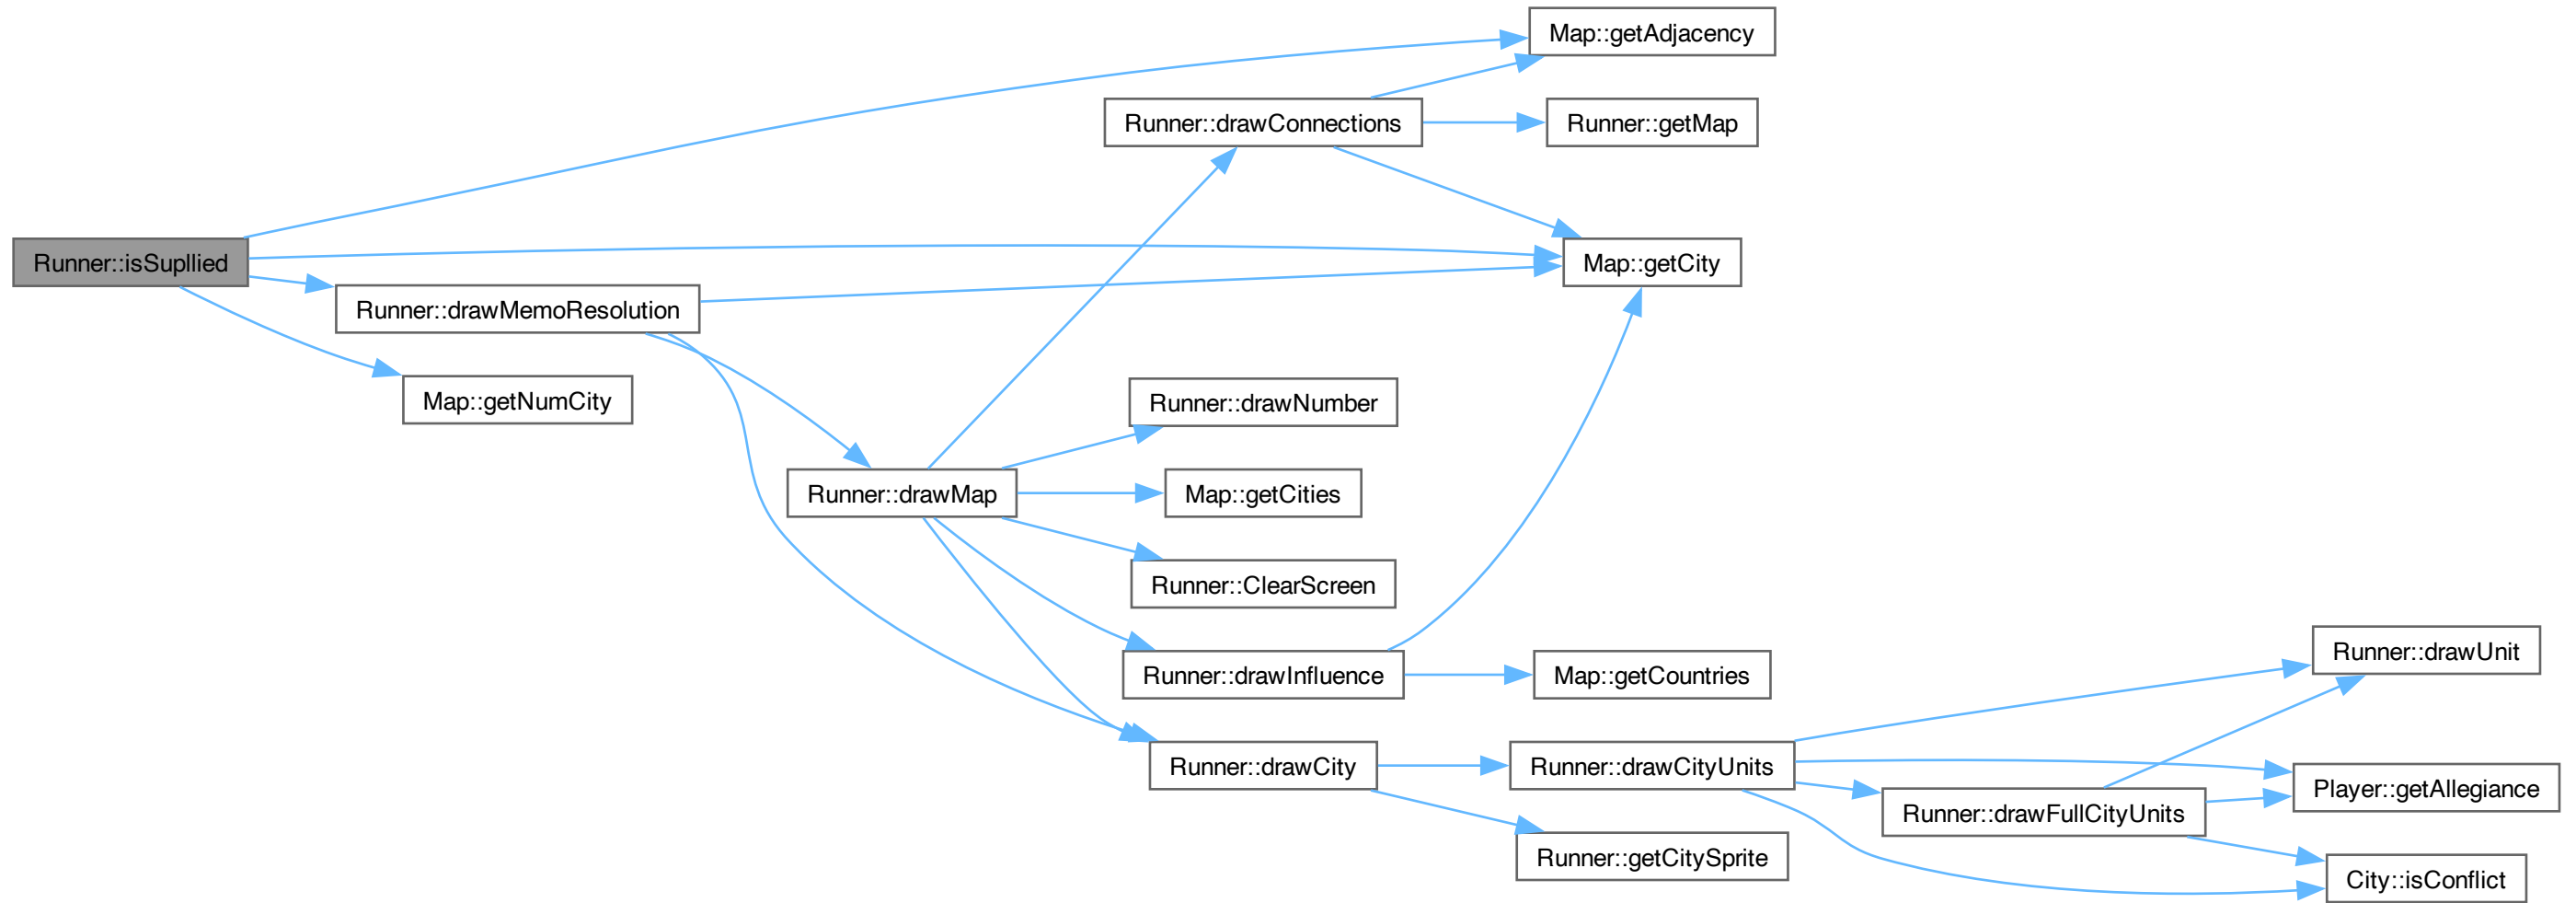 Map::getAdjacency
Runner::drawConnections
Runner::getMap
Runner::isSupllied
Map::getCity
Runner::drawMemoResolution
Map::getNumCity
Runner::drawNumber
Runner::drawMap
Map::getCities
Runner::ClearScreen
Runner::drawInfluence
Map::getCountries
Runner::drawUnit
Runner::drawCity
Runner::drawCityUnits
Player::getAllegiance
Runner::drawFullCityUnits
Runner::getCitySprite
City::isConflict